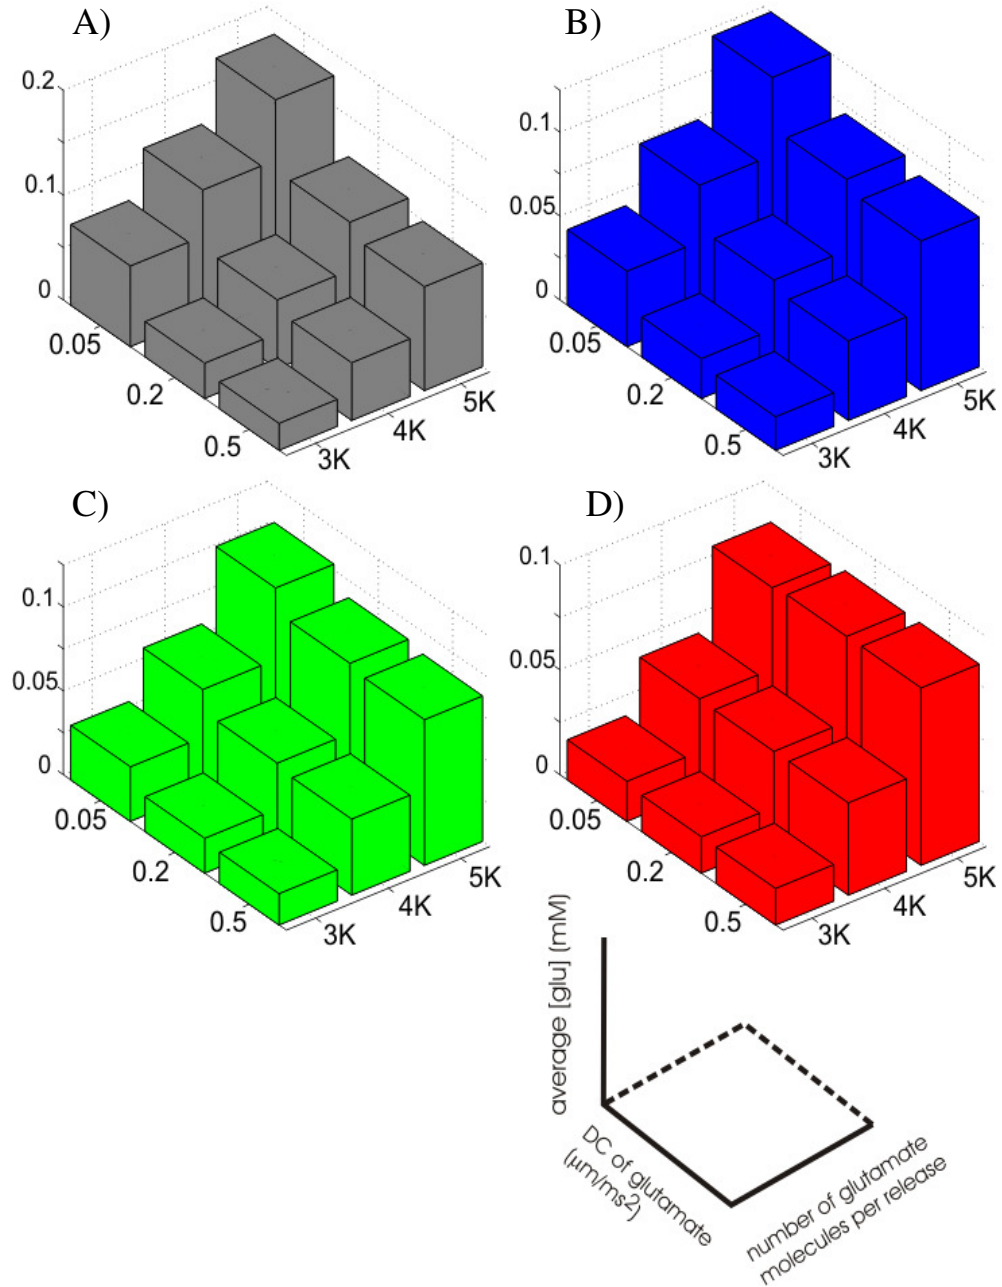 A)
0.2
0.1
0
0.05
0.2
0.5
3K
4K
5K
B)
0.1
0.05
0
0.05
0.2
0.5
3K
4K
5K
C)
0.1
0.05
0
0.05
0.2
0.5
3K
4K
5K
D)
0.1
0.05
0
0.05
0.2
0.5
3K
4K
5K
average [glu] (mM)
DC of glutamate
(μm/ms2)
number of glutamate
molecules per release